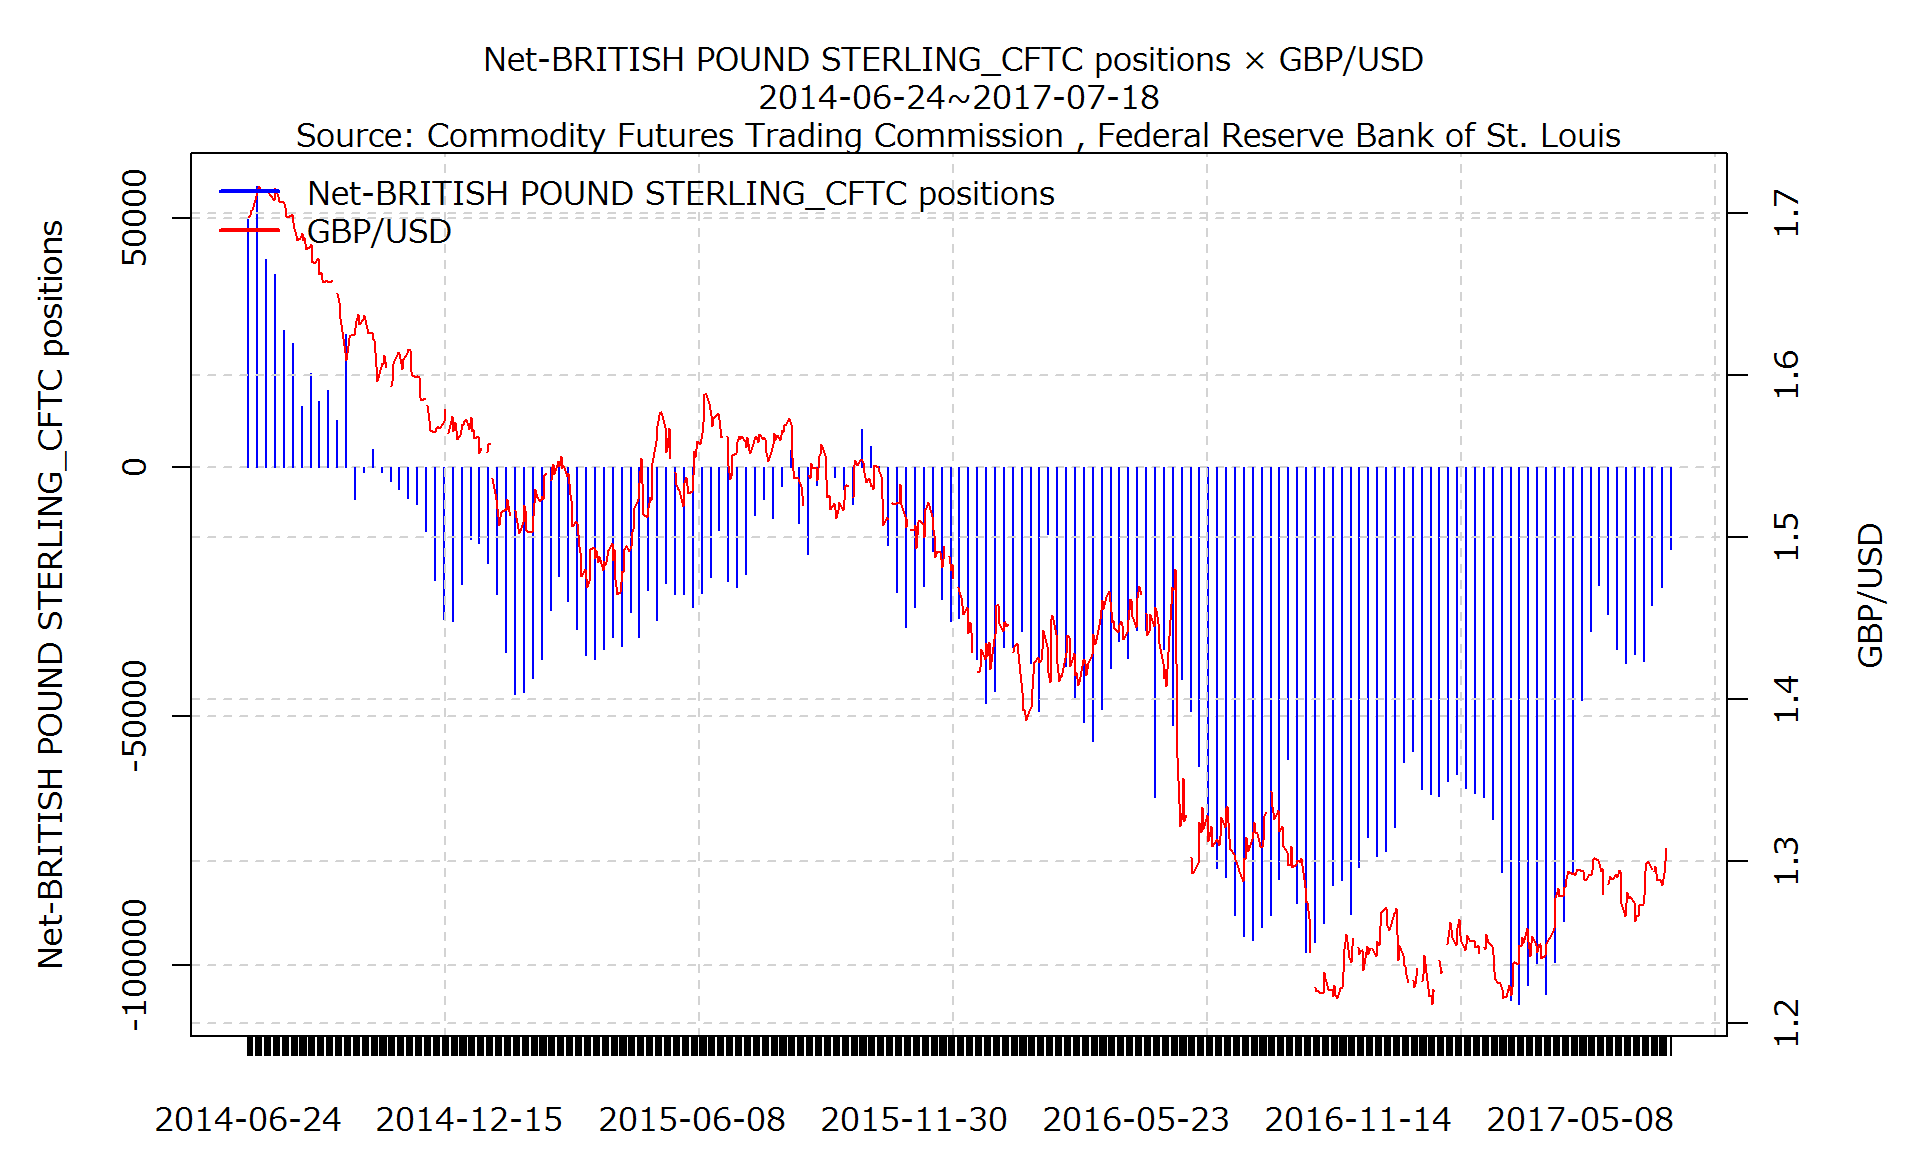 Net-BRITISH POUND STERLING_CFTC positions × GBP/USD
2014-06-24~2017-07-18
Source: Commodity Futures Trading Commission , Federal Reserve Bank of St. Louis
Net-BRITISH POUND STERLING_CFTC positions
GBP/USD
Net-BRITISH POUND STERLING_CFTC positions
50000
0
-50000
-100000
1.7
1.6
1.5
1.4
1.3
1.2
GBP/USD
2014-06-24 2014-12-15 2015-06-08 2015-11-30 2016-05-23 2016-11-14 2017-05-08